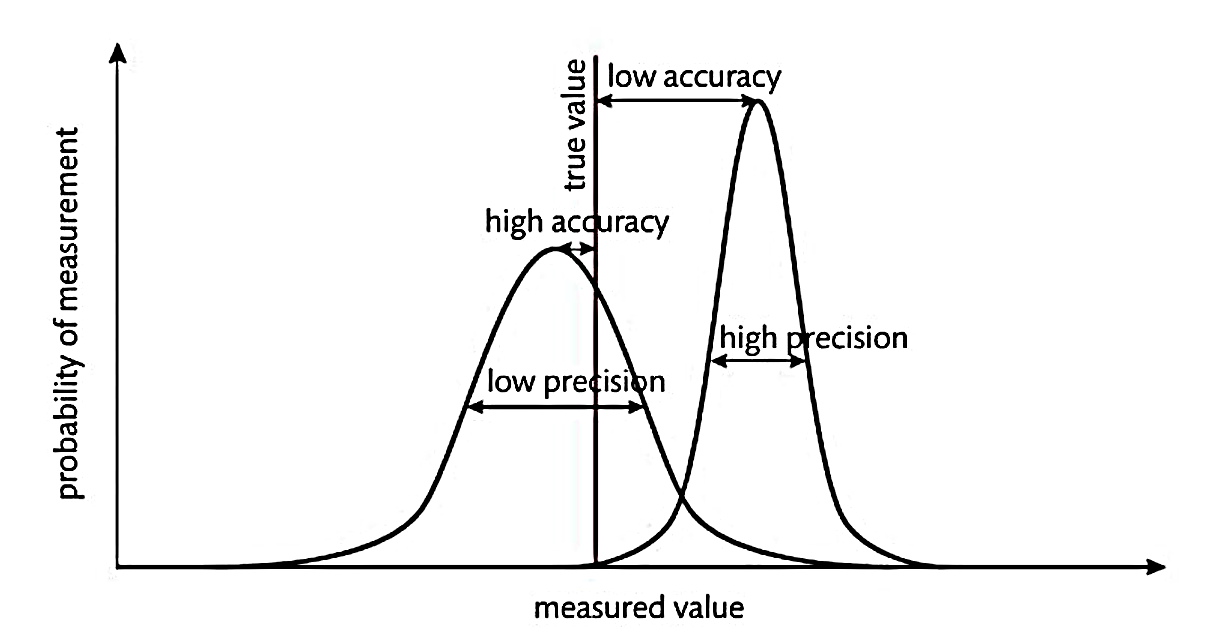 true value
low accuracy
high accuracy
high precision
low precision
probability of measurement
measured value